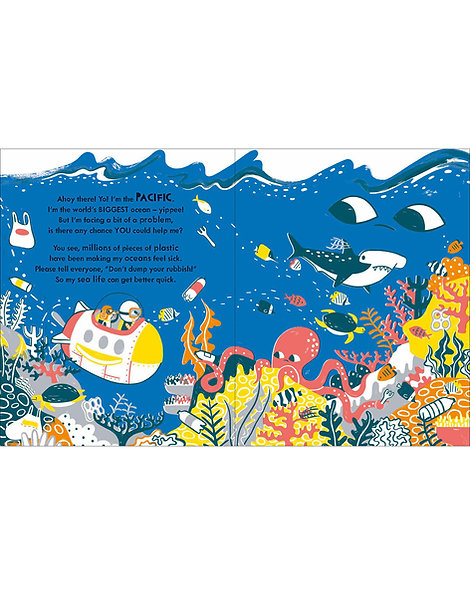 Ahoy there! Yo! I'm the PACIFIC.
I'm the world's BIGGEST ocean – yippee!
But I'm facing a bit of a problem,
is there any chance YOU could help me?
You see, millions of pieces of plastic
have been making my oceans feel sick.
Please tell everyone, "Don't dump your rubbish!"
So my sea life can get better quick.